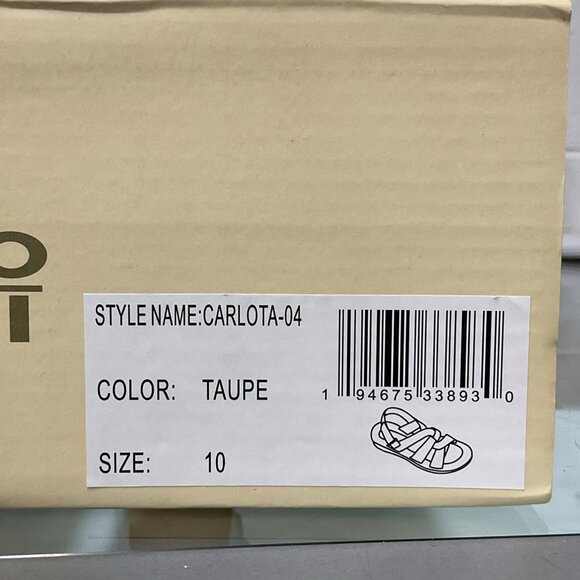 STYLE NAME:CARLOTA-04
COLOR: TAUPE
SIZE: 10
1 94675 33893 0